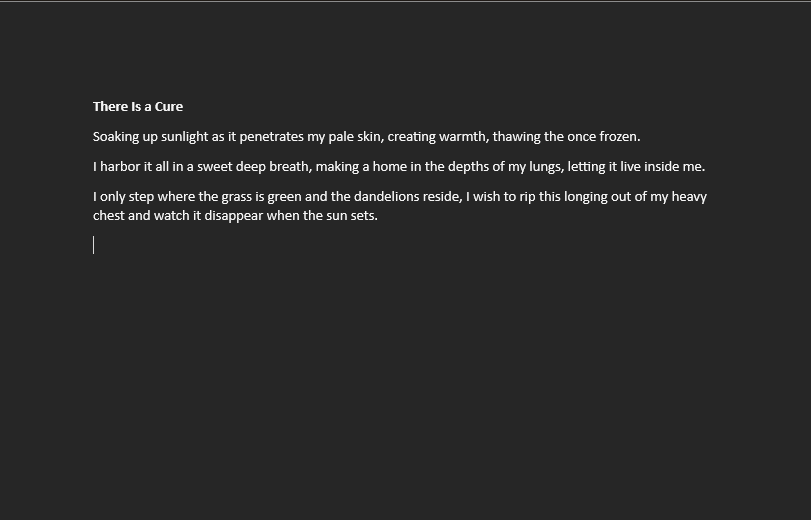 There Is a Cure
Soaking up sunlight as it penetrates my pale skin, creating warmth, thawing the once frozen.
I harbor it all in a sweet deep breath, making a home in the depths of my lungs, letting it live inside me.
I only step where the grass is green and the dandelions reside, I wish to rip this longing out of my heavy
chest and watch it disappear when the sun sets.